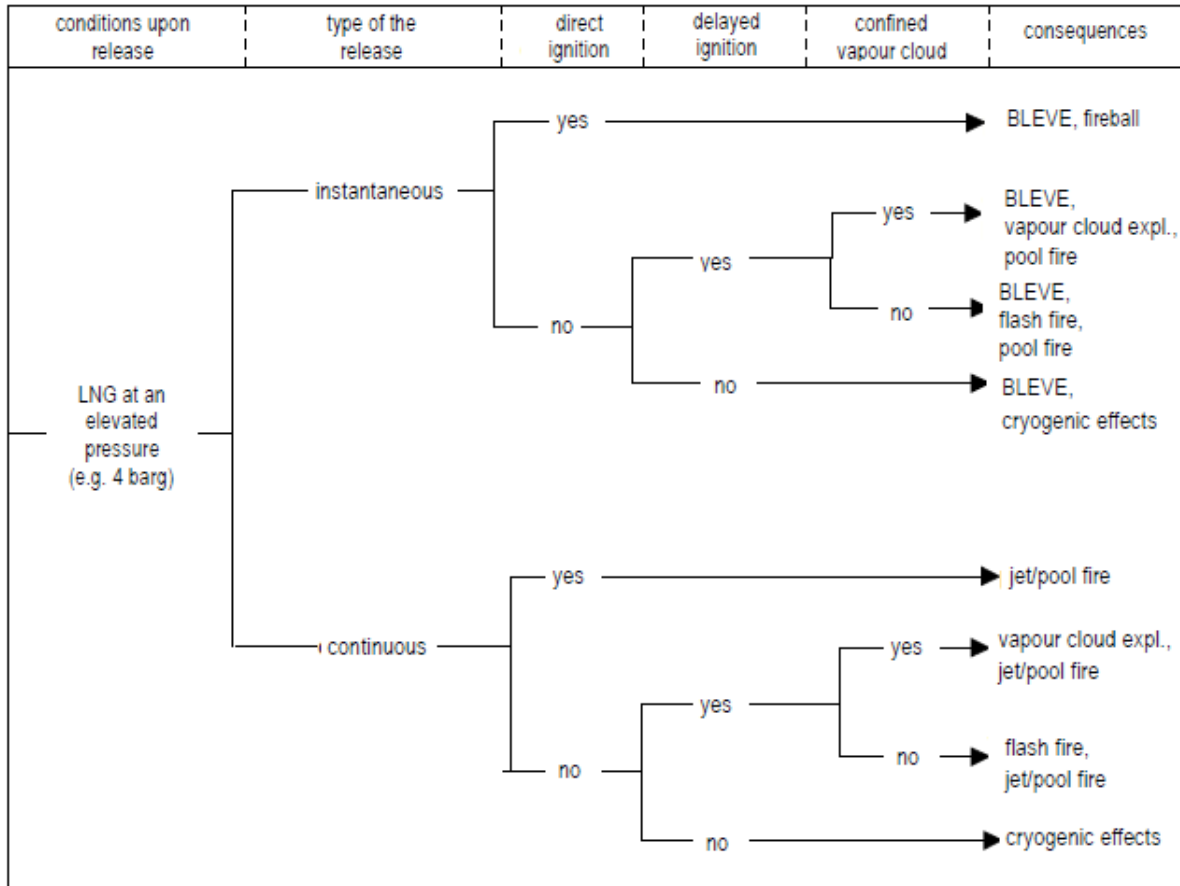 conditions upon
release
type of the
release
direct
ignition
delayed
ignition
confined
vapour cloud
consequences
yes
BLEVE, fireball
instantaneous
yes
BLEVE,
vapour cloud expl.,
pool fire
yes
no
BLEVE,
flash fire,
pool fire
no
no
BLEVE,
cryogenic effects
LNG at an
elevated
pressure
(e.g. 4 barg)
yes
jet/pool fire
continuous
yes
vapour cloud expl.,
jet/pool fire
yes
no
flash fire,
jet/pool fire
no
no
cryogenic effects